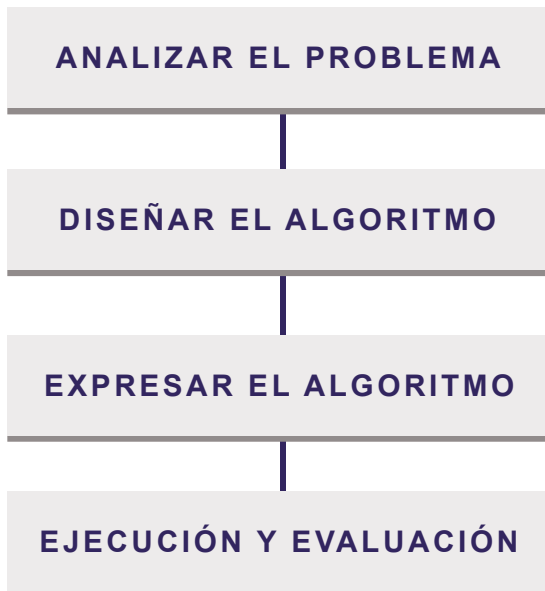 ANALIZAR EL PROBLEMA
DISEÑAR EL ALGORITMO
EXPRESAR EL ALGORITMO
EJECUCIÓN Y EVALUACIÓN